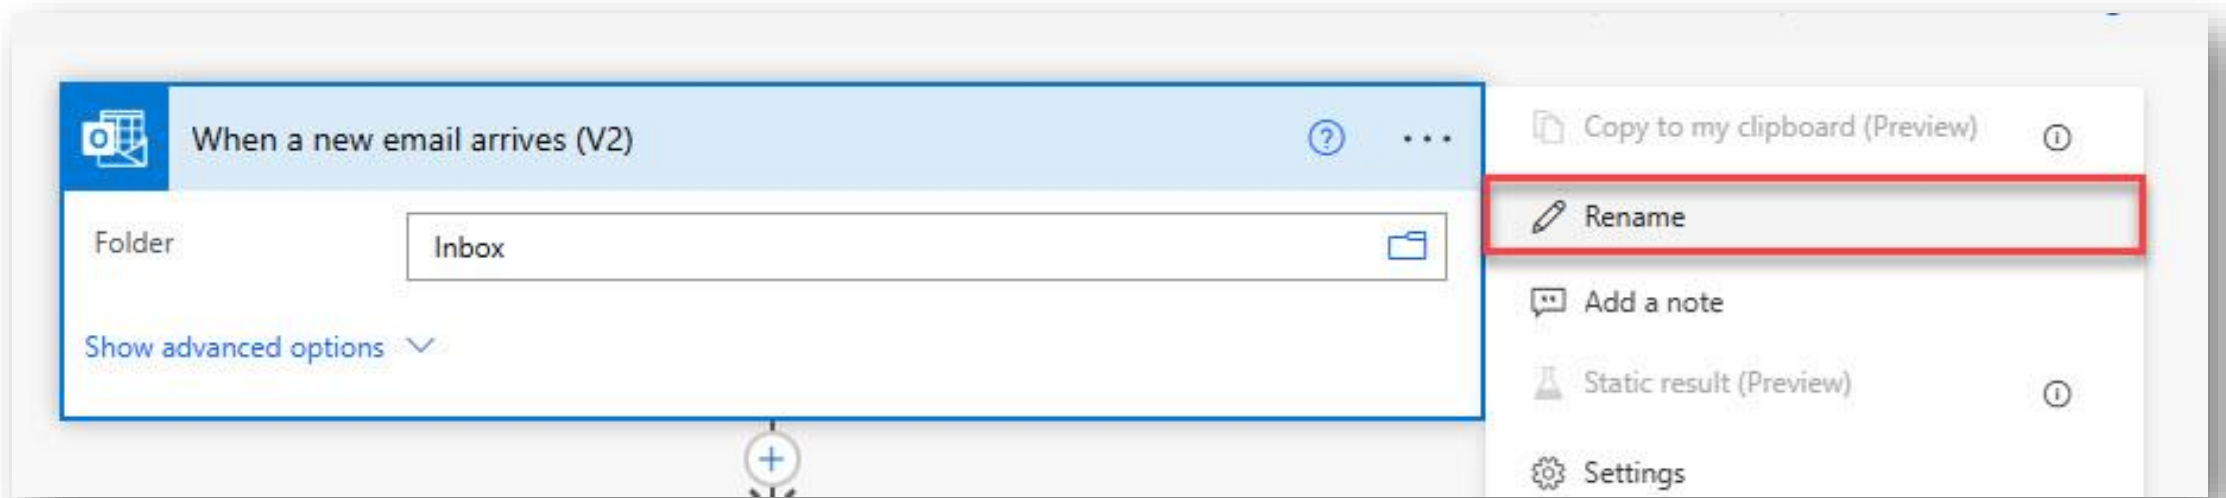 When a new email arrives (V2)
Folder
Inbox
Show advanced options
Copy to my clipboard (Preview)
Rename
Add a note
Static result (Preview)
Settings